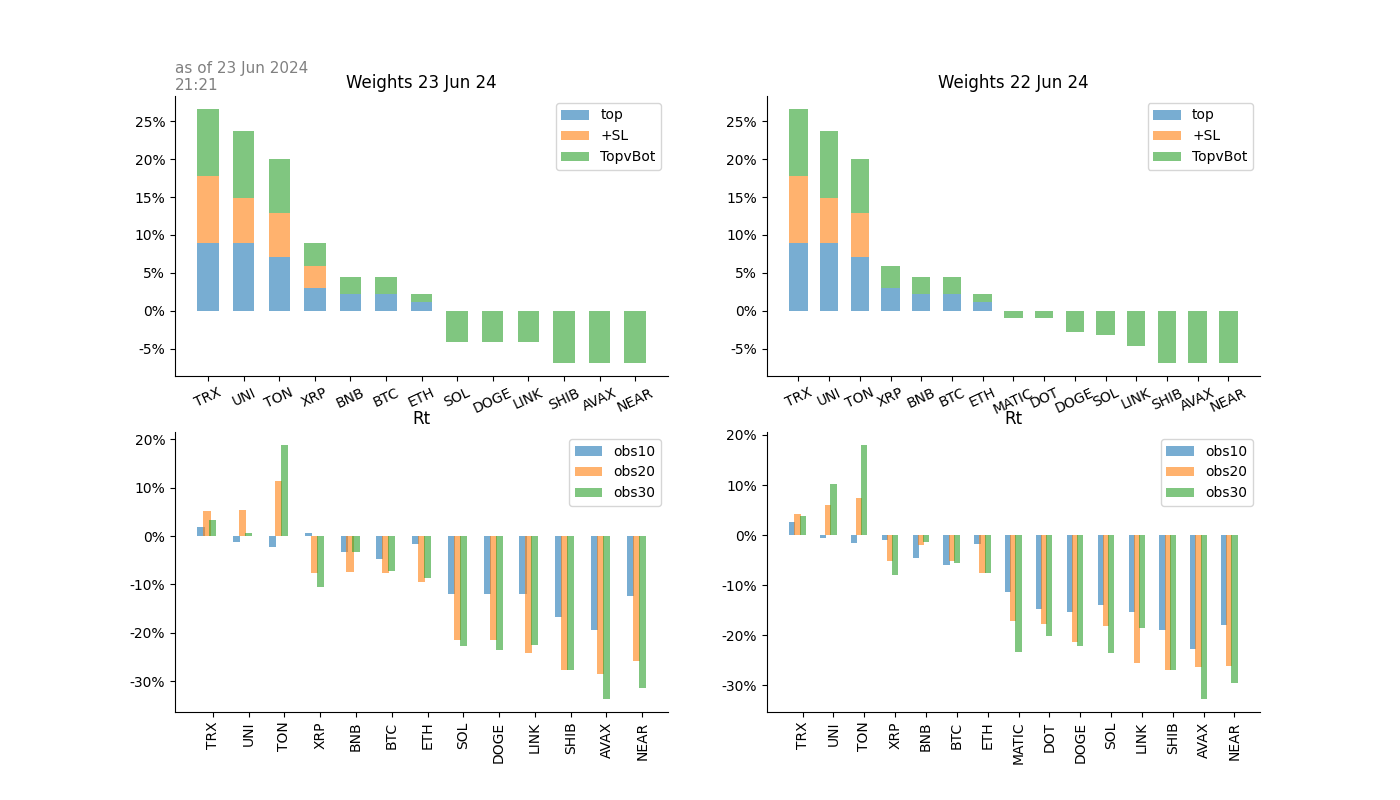 as of 23 Jun 2024
21:21
Weights 23 Jun 24
25%
20%
15%
10%
5%
0%
-5%
top
+SL
TopvBot
TRX UNI TON XRP BNB BTC ETH SOL DOGE LINK SHIB AVAX NEAR
Weights 22 Jun 24
25%
20%
15%
10%
5%
0%
-5%
top
+SL
TopvBot
TRX UNI TON XRP BNB BTC ETH MATIC DOT DOGE SOL LINK SHIB AVAX NEAR
Rt
20%
10%
0%
-10%
-20%
-30%
obs10
obs20
obs30
TRX UNI TON XRP BNB BTC ETH SOL DOGE LINK SHIB AVAX NEAR
Rt
20%
10%
0%
-10%
-20%
-30%
obs10
obs20
obs30
TRX UNI TON XRP BNB BTC ETH MATIC DOT DOGE SOL LINK SHIB AVAX NEAR